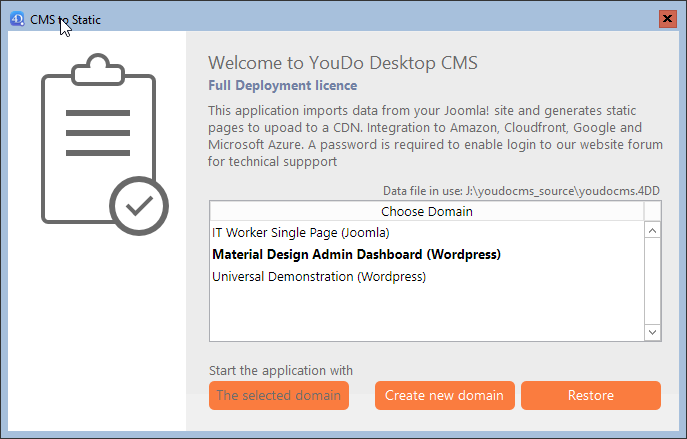 CMS to Static
Welcome to YouDo Desktop CMS
Full Deployment licence
This application imports data from your Joomla! site and generates static
pages to upoad to a CDN. Integration to Amazon, Cloudfront, Google and
Microsoft Azure. A password is required to enable login to our website forum
for technical suppport
Data file in use: J:\youdocms_source\youdocms.4DD
Choose Domain
IT Worker Single Page (Joomla)
Material Design Admin Dashboard (Wordpress)
Universal Demonstration (Wordpress)
Start the application with
The selected domain
Create new domain
Restore